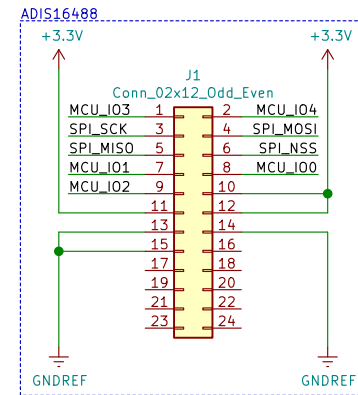 ADIS16488
+3.3V +3.3V
J1
Conn_02x12_Odd_Even
MCU_IO3 1 2 MCU_IO4
SPI_SCK 3 4 SPI_MOSI
SPI_MISO 5 6 SPI_NSS
MCU_IO1 7 8 MCU_IO0
MCU_IO2 9 10
11 12
13 14
15 16
17 18
19 20
21 22
23 24
GNDREF GNDREF